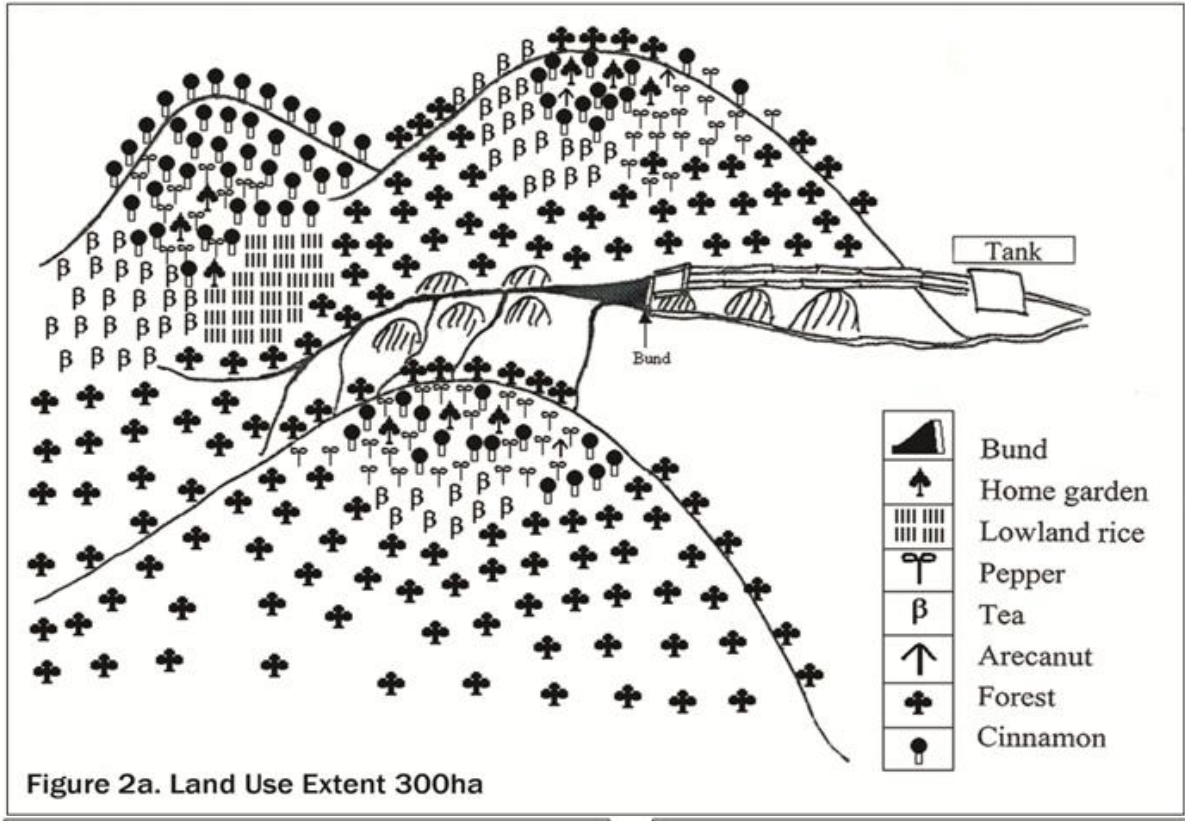 Tank
Bund
Bund
Home garden
Lowland rice
Pepper
Tea
Arecanut
Forest
Cinnamon
Figure 2a. Land Use Extent 300ha